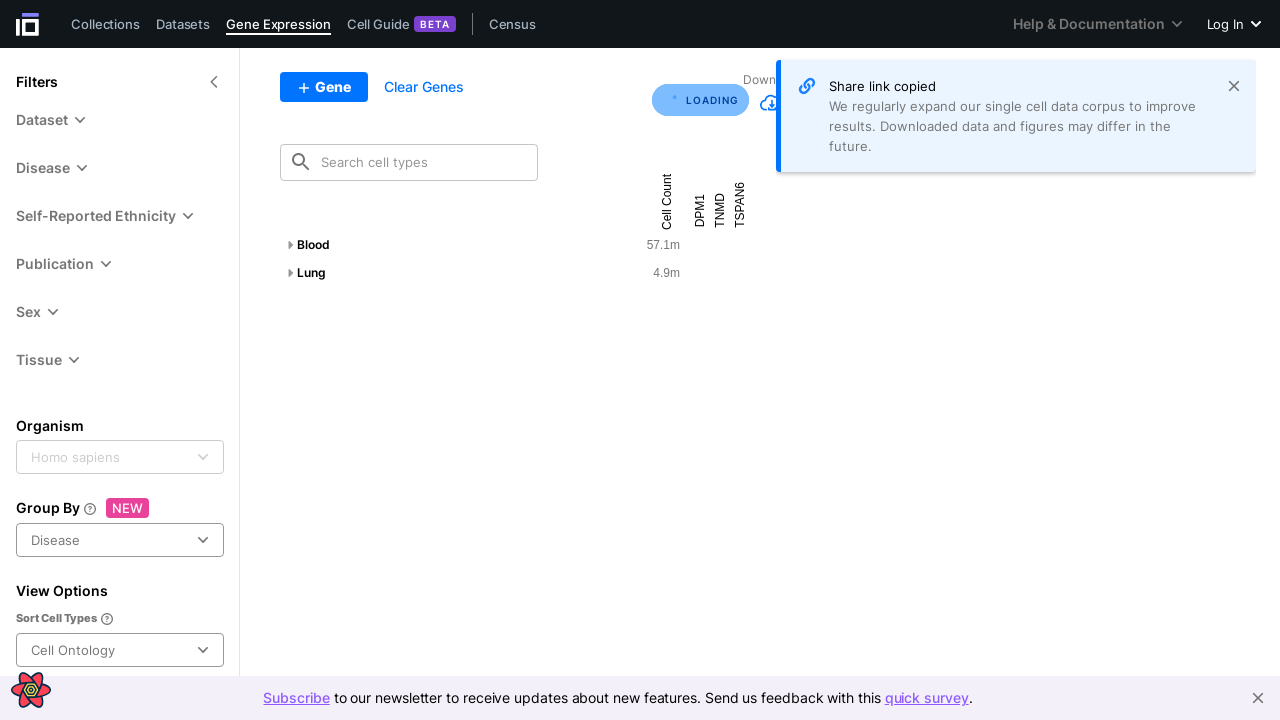 Collections Datasets Gene Expression Cell Guide BETA Census Help & Documentation Log In
Filters
Dataset
Disease
Self-Reported Ethnicity
Publication
Sex
Tissue
Organism
Homo sapiens
Group By NEW
Disease
View Options
Sort Cell Types
Cell Ontology
+ Gene Clear Genes
LOADING
Down
Share link copied
We regularly expand our single cell data corpus to improve
results. Downloaded data and figures may differ in the
future.
Search cell types
Cell Count
DPM1
TNMD
TSPAN6
Blood 57.1m
Lung 4.9m
Subscribe to our newsletter to receive updates about new features. Send us feedback with this quick survey.